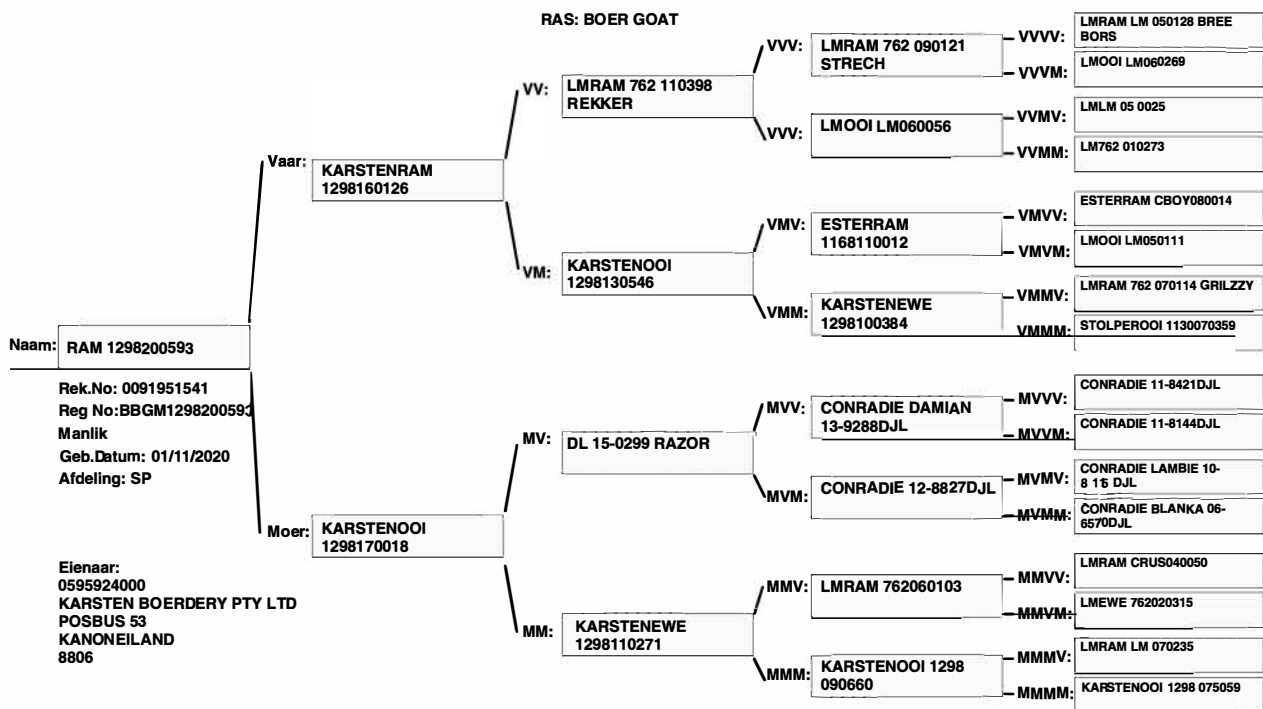 RAS: BOER GOAT
Naam: RAM 1298200593
Rek.No: 0091951541
Reg No:BBGM1298200593
Manlik
Geb.Datum: 01/11/2020
Afdeling: SP
Eienaar:
0595924000
KARSTEN BOERDERY PTY LTD
POSBUS 53
KANONEILAND
8806
Vaar: KARSTENRAM
1298160126
Moer: KARSTENOOI
1298170018
VV: LMRAM 762 110398
REKKER
VM: KARSTENOOI
1298130546
MV: DL 15-0299 RAZOR
MM: KARSTENEWE
1298110271
VVV: LMRAM 762 090121
STRECH
VVV: LMOOI LM060056
VMV: ESTERRAM
1168110012
VMM: KARSTENEWE
1298100384
MVV: CONRADIE DAMIAN
13-9288DJL
MVM: CONRADIE 12-8827DJL
MMV: LMRAM 762060103
MMM: KARSTENOOI 1298
090660
VVVV: LMRAM LM 050128 BREE
BORS
VVVM: LMOOI LM060269
VVMV: LMLM 05 0025
VVMM: LM762 010273
VMVV: ESTERRAM CBOY080014
VMVM: LMOOI LM050111
VMMV: LMRAM 762 070114 GRILZZY
VMMM: STOLPEROOI 1130070359
MVVV: CONRADIE 11-8421DJL
MVVM: CONRADIE 11-8144DJL
MVMV: CONRADIE LAMBIE 10-
8 15 DJL
MVMM: CONRADIE BLANKA 06-
6570DJL
MMVV: LMRAM CRUS040050
MMVM: LMEWE 762020315
MMMV: LMRAM LM 070235
MMMM: KARSTENOOI 1298 075059